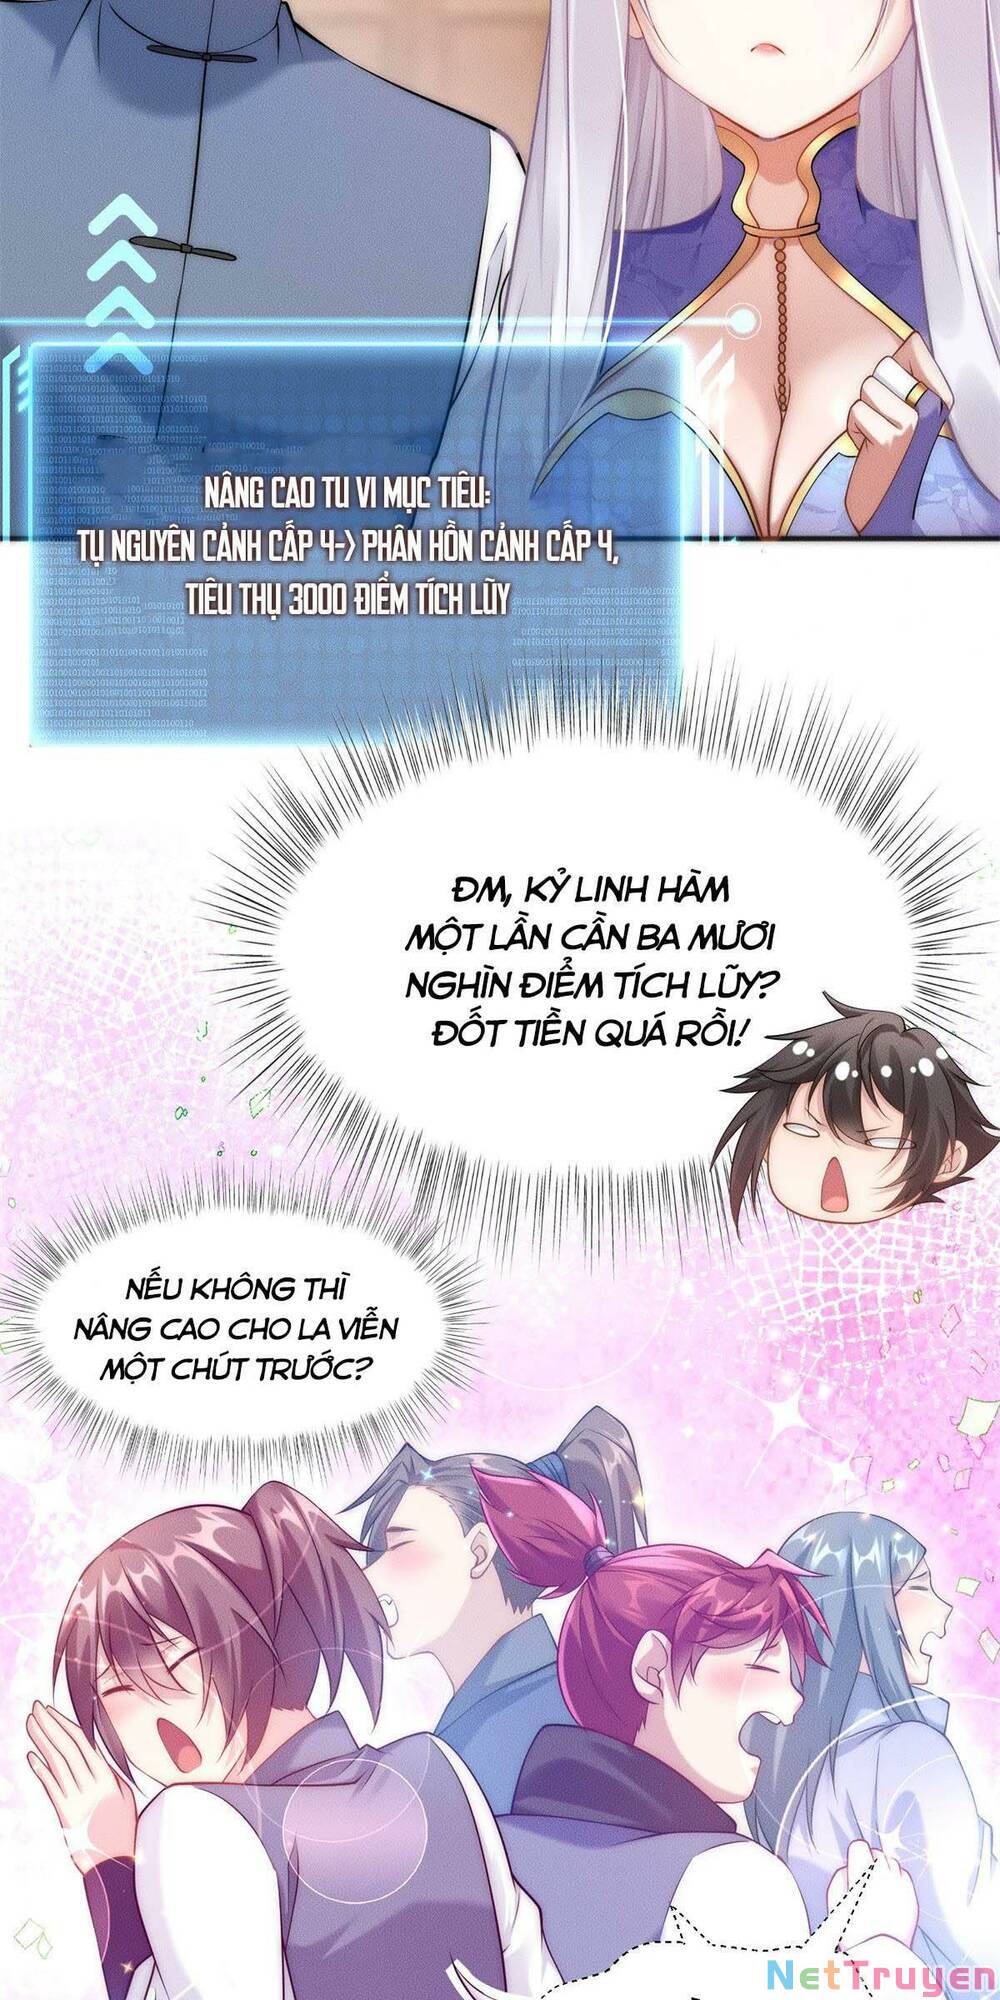 NÂNG CAO TU VI MỤC TIÊU:
TỤ NGUYÊN CẢNH CẤP 4-> PHÂN HỒN CẢNH CẤP 4,
TIÊU THỤ 3000 ĐIỂM TÍCH LŨY
ĐM, KỶ LINH HÀM
MỘT LẦN CẦN BA MƯƠI
NGHÌN ĐIỂM TÍCH LŨY?
ĐỐT TIỀN QUÁ RỒI!
NẾU KHÔNG THÌ
NÂNG CAO CHO LA VIỄN
MỘT CHÚT TRƯỚC?
NetTruyen